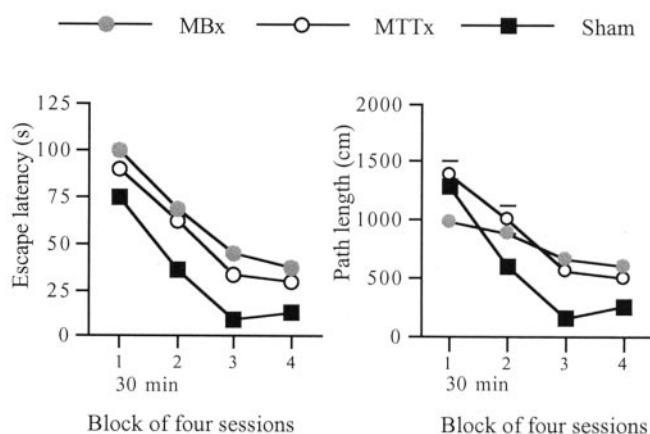 MBx MTTx Sham
Escape latency (s)
125
100
75
50
25
0
1 2 3 4
30 min
Block of four sessions
Path length (cm)
2000
1500
1000
500
0
1 2 3 4
30 min
Block of four sessions